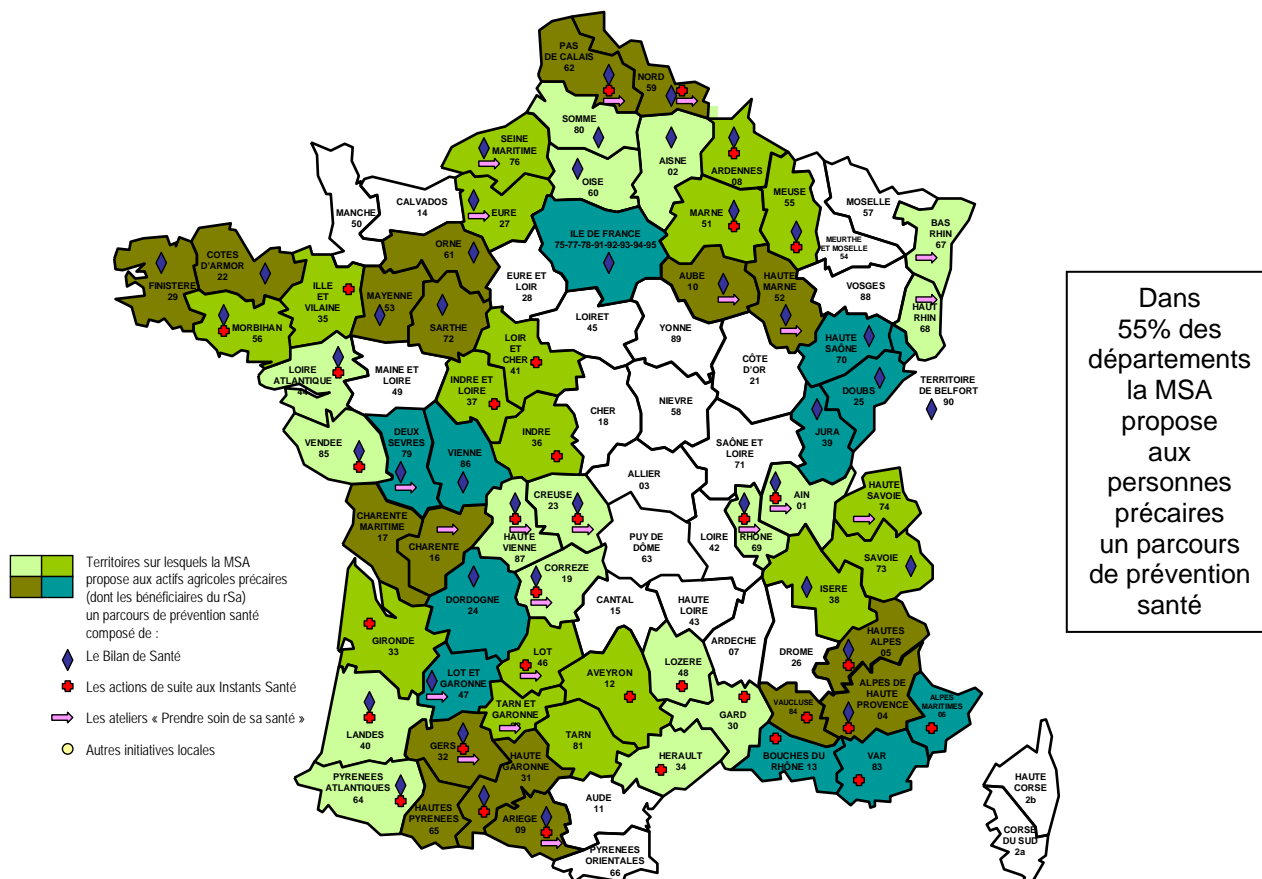 PAS
DE CALAIS
62
NORD
59
SOMME
80
SEINE
MARITIME
76
AISNE
02
ARDENNES
08
OISE
60
MEUSE
55
MOSELLE
57
CALVADOS
14
MANCHE
50
EURE
27
MARNE
51
BAS
RHIN
67
ILE DE FRANCE
75-77-78-91-92-93-94-95
MEURTHE
ET MOSELLE
54
ORNE
61
COTES
D'ARMOR
22
FINISTERE
29
ILLE
ET
VILAINE
35
MAYENNE
53
EURE ET
LOIR
28
AUBE
10
HAUTE
MARNE
52
VOSGES
88
HAUT
RHIN
68
MORBIHAN
56
SARTHE
72
LOIRET
45
YONNE
89
LOIR
ET
CHER
41
HAUTE
SAÔNE
70
LOIRE
ATLANTIQUE
44
MAINE ET
LOIRE
49
INDRE ET
LOIRE
37
CÔTE
D'OR
21
DOUBS
25
TERRITOIRE
DE BELFORT
90
CHER
18
NIEVRE
58
JURA
39
VENDEE
85
DEUX
SEVRES
79
VIENNE
86
INDRE
36
SAÔNE ET
LOIRE
71
ALLIER
03
CREUSE
23
AIN
01
HAUTE
SAVOIE
74
CHARENTE
MARITIME
17
CHARENTE
16
HAUTE
VIENNE
87
PUY DE
DÔME
63
LOIRE
42
RHÔNE
69
SAVOIE
73
CORREZE
19
DORDOGNE
24
ISERE
38
CANTAL
15
HAUTE
LOIRE
43
ARDECHE
07
DROME
26
HAUTES
ALPES
05
GIRONDE
33
LOT
46
AVEYRON
12
LOZERE
48
LOT ET
GARONNE
47
ALPES DE
HAUTE
PROVENCE
04
ALPES
MARITIMES
06
TARN ET
GARONNE
VAUCLUSE
84
GARD
30
LANDES
40
TARN
81
GERS
32
HAUTE
GARONNE
31
HERAULT
34
BOUCHES DU
RHÔNE 13
VAR
83
PYRENEES
ATLANTIQUES
64
HAUTES
PYRENEES
65
ARIEGE
09
AUDE
11
PYRENEES
ORIENTALES
66
HAUTE
CORSE
2b
CORSE
DU SUD
2a
Territoires sur lesquels la MSA
propose aux actifs agricoles précaires
(dont les bénéficiaires du rSa)
un parcours de prévention santé
composé de :
Le Bilan de Santé
Les actions de suite aux Instants Santé
Les ateliers « Prendre soin de sa santé »
Autres initiatives locales
Dans
55% des
départements
la MSA
propose
aux
personnes
précaires
un parcours
de prévention
santé